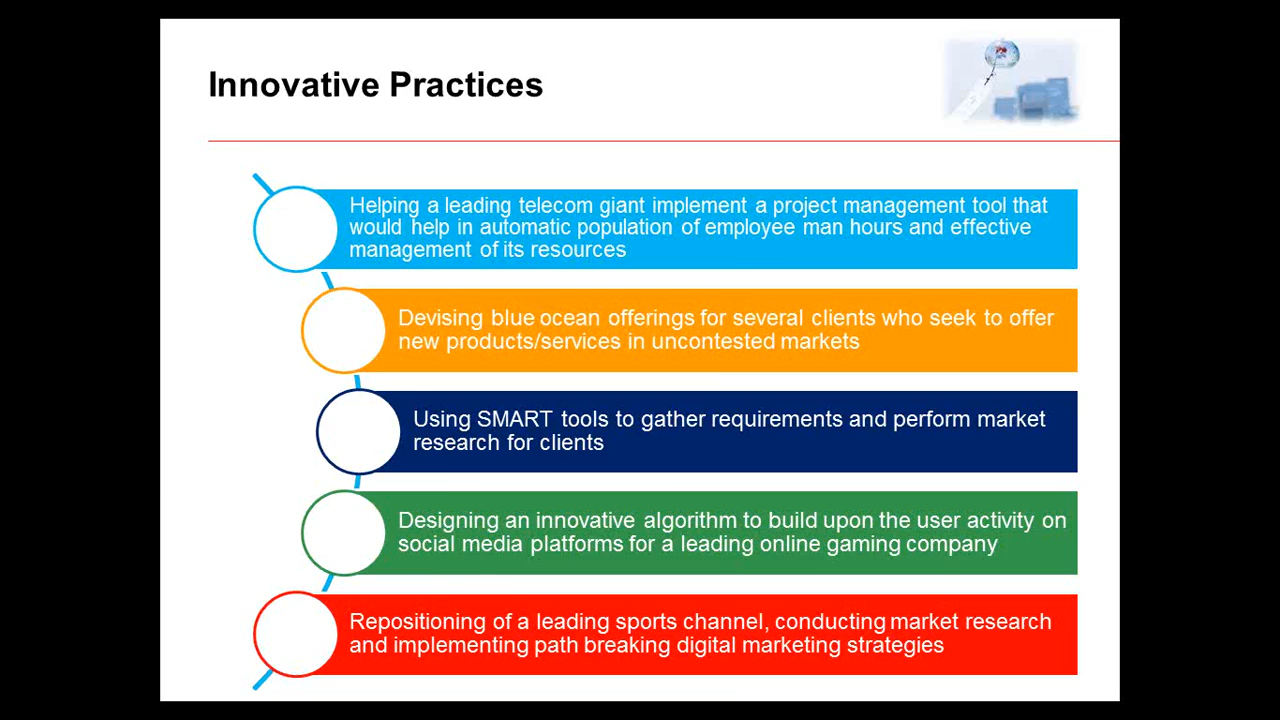 Innovative Practices
Helping a leading telecom giant implement a project management tool that
would help in automatic population of employee man hours and effective
management of its resources
Devising blue ocean offerings for several clients who seek to offer
new products/services in uncontested markets
Using SMART tools to gather requirements and perform market
research for clients
Designing an innovative algorithm to build upon the user activity on
social media platforms for a leading online gaming company
Repositioning of a leading sports channel, conducting market research
and implementing path breaking digital marketing strategies